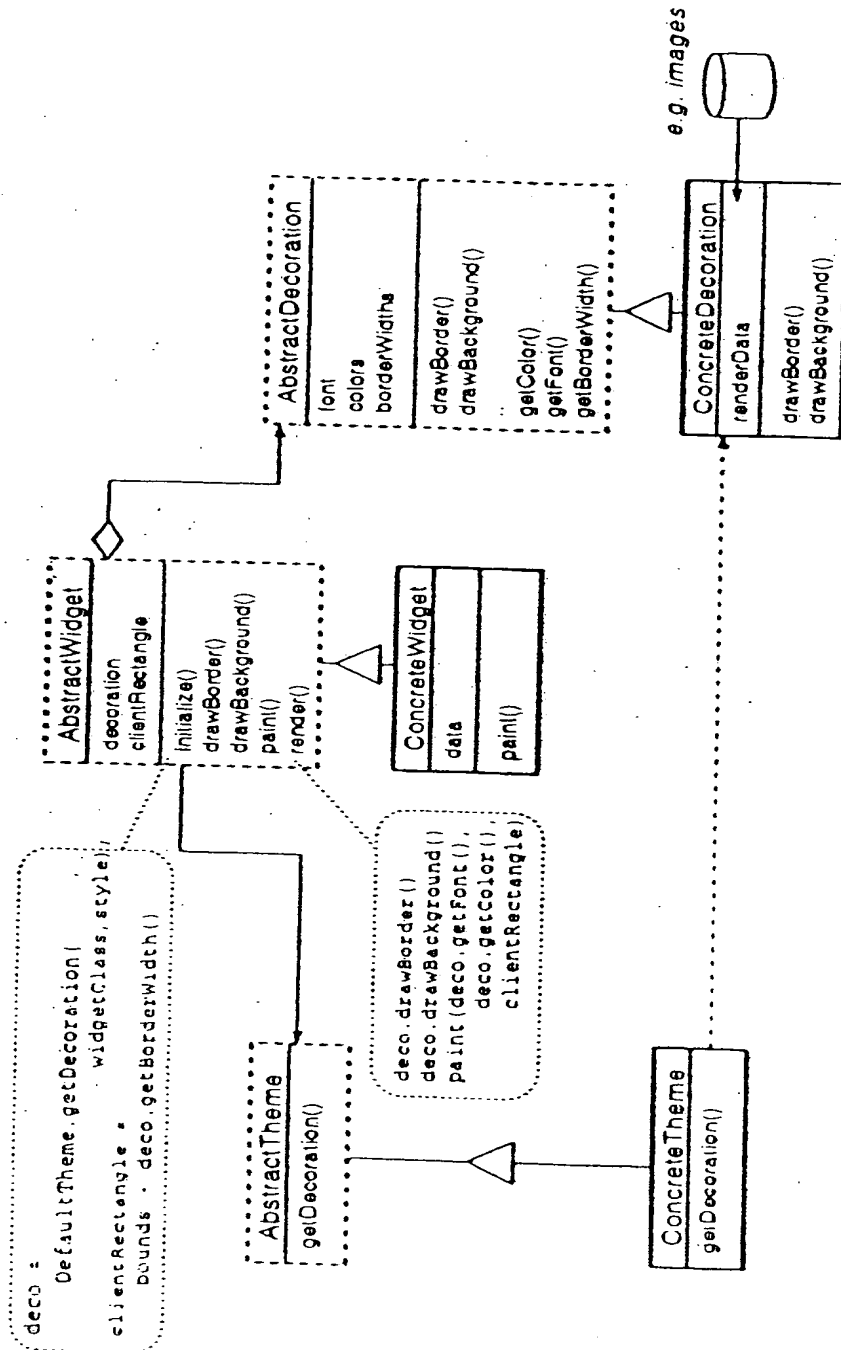 deco =
DefaultTheme.getDecoration(
widgetClass,style);
clientRectangle =
bounds - deco.getBorderWidth()
AbstractWidget
decoration
clientRectangle
initialize()
drawBorder()
drawBackground()
paint()
render()
AbstractDecoration
font
colors
borderWidths
drawBorder()
drawBackground()
getColor()
getFont()
getBorderWidth()
AbstractTheme
getDecoration()
deco.drawBorder()
deco.drawBackground()
paint(deco.getFont(),
deco.getColor(),
clientRectangle)
ConcreteWidget
data
paint()
e.g. images
ConcreteTheme
getDecoration()
ConcreteDecoration
renderData
drawBorder()
drawBackground()